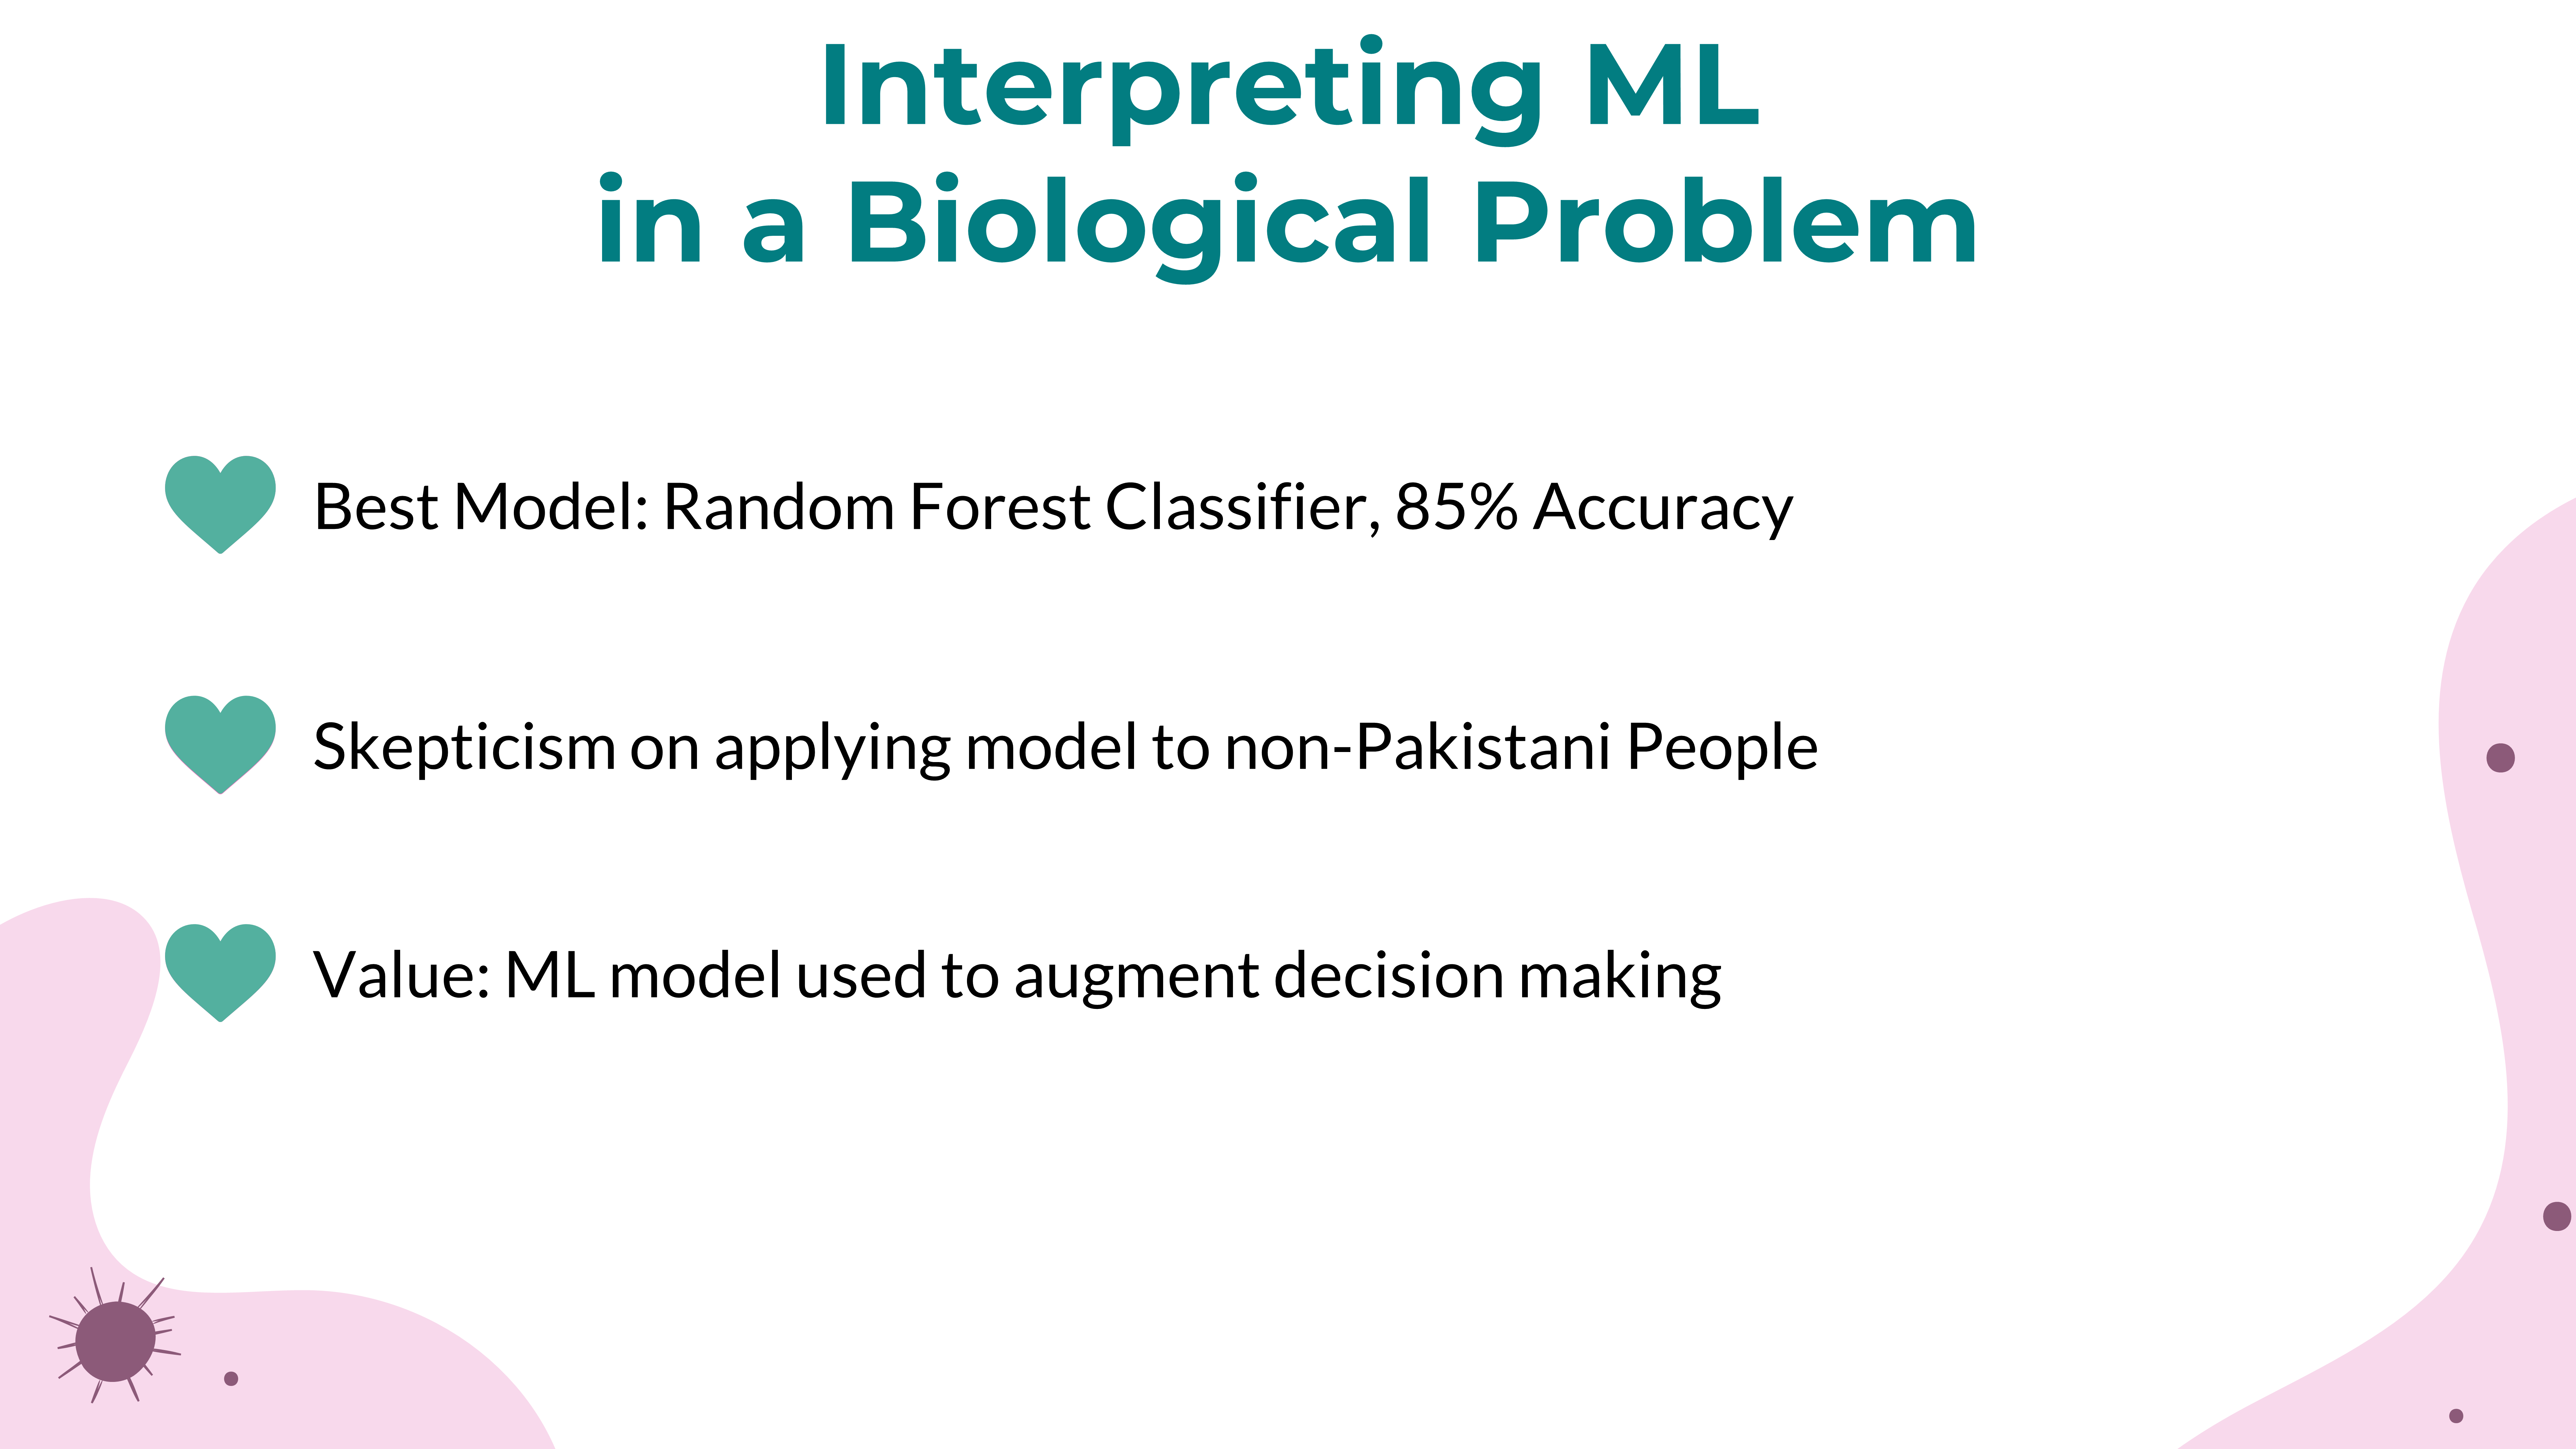 Interpreting ML
in a Biological Problem
Best Model: Random Forest Classifier, 85% Accuracy
Skepticism on applying model to non-Pakistani People
Value: ML model used to augment decision making